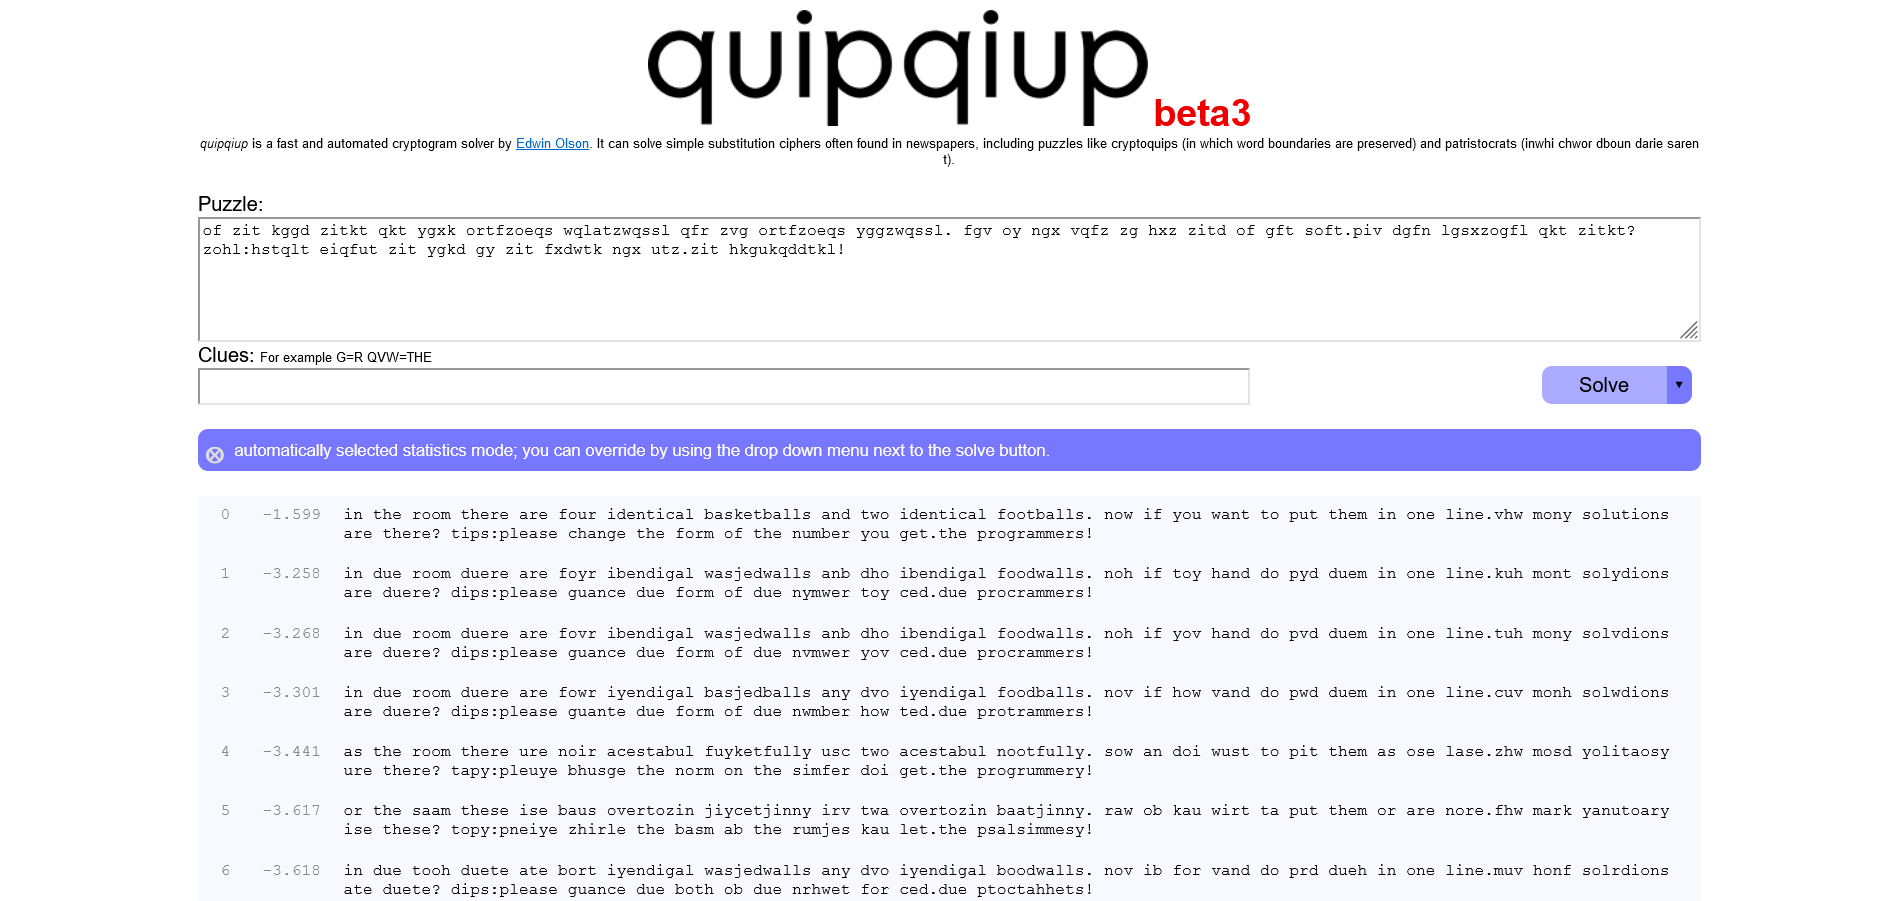 quipqiup beta3
quipqiup is a fast and automated cryptogram solver by Edwin Olson. It can solve simple substitution ciphers often found in newspapers, including puzzles like cryptoquips (in which word boundaries are preserved) and patristocrats (inwhi chwor dboun darie saren
t).
Puzzle:
of zit kggd zitkt qkt ygxk ortfzoeqs wqlatzwqssl qfr zvg ortfzoeqs yggzwqssl. fgv oy ngx vqfz zg hxz zitd of gft soft.piv dgfn lgsxzogfl qkt zitkt?
zohl:hstqlt eiqfut zit ygkd gy zit fxdwtk ngx utz.zit hkgukqddtkl!
Clues: For example G=R QVW=THE
Solve ▼
automatically selected statistics mode; you can override by using the drop down menu next to the solve button.
0 -1.599 in the room there are four identical basketballs and two identical footballs. now if you want to put them in one line.vhw mony solutions
are there? tips:please change the form of the number you get.the programmers!
1 -3.258 in due room duere are foyr ibendigal wasjedwalls anb dho ibendigal foodwalls. noh if toy hand do pyd duem in one line.kuh mont solydions
are duere? dips:please guance due form of due nymwer toy ced.due procrammers!
2 -3.268 in due room duere are fovr ibendigal wasjedwalls anb dho ibendigal foodwalls. noh if yov hand do pvd duem in one line.tuh mony solvdions
are duere? dips:please guance due form of due nvmwer yov ced.due procrammers!
3 -3.301 in due room duere are fowr iyendigal basjedballs any dvo iyendigal foodballs. nov if how vand do pwd duem in one line.cuv monh solwdions
are duere? dips:please guante due form of due nwmber how ted.due protrammers!
4 -3.441 as the room there ure noir acestabul fuyketfully usc two acestabul nootfully. sow an doi wust to pit them as ose lase.zhw mosd yolitaosy
ure there? tapy:pleuye bhusge the norm on the simfer doi get.the progrummery!
5 -3.617 or the saam these ise baus overtozin jiycetjinny irv twa overtozin baatjinny. raw ob kau wirt ta put them or are nore.fhw mark yanutoary
ise these? topy:pneiye zhirle the basm ab the rumjes kau let.the psalsimmesy!
6 -3.618 in due tooh duete ate bort iyendigal wasjedwalls any dvo iyendigal boodwalls. nov ib for vand do prd dueh in one line.muv honf solrdions
ate duete? dips:please guance due both ob due nrhwet for ced.due ptoctahhets!